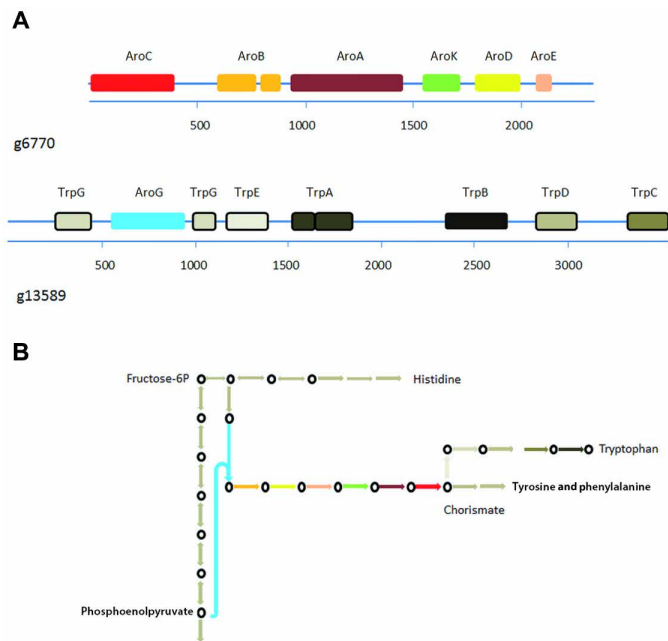 A
AroC AroB AroA AroK AroD AroE
500 1000 1500 2000
g6770
TrpG AroG TrpG TrpE TrpA TrpB TrpD TrpC
500 1000 1500 2000 2500 3000
g13589
B
Fructose-6P Histidine
Tryptophan
Tyrosine and phenylalanine
Chorismate
Phosphoenolpyruvate